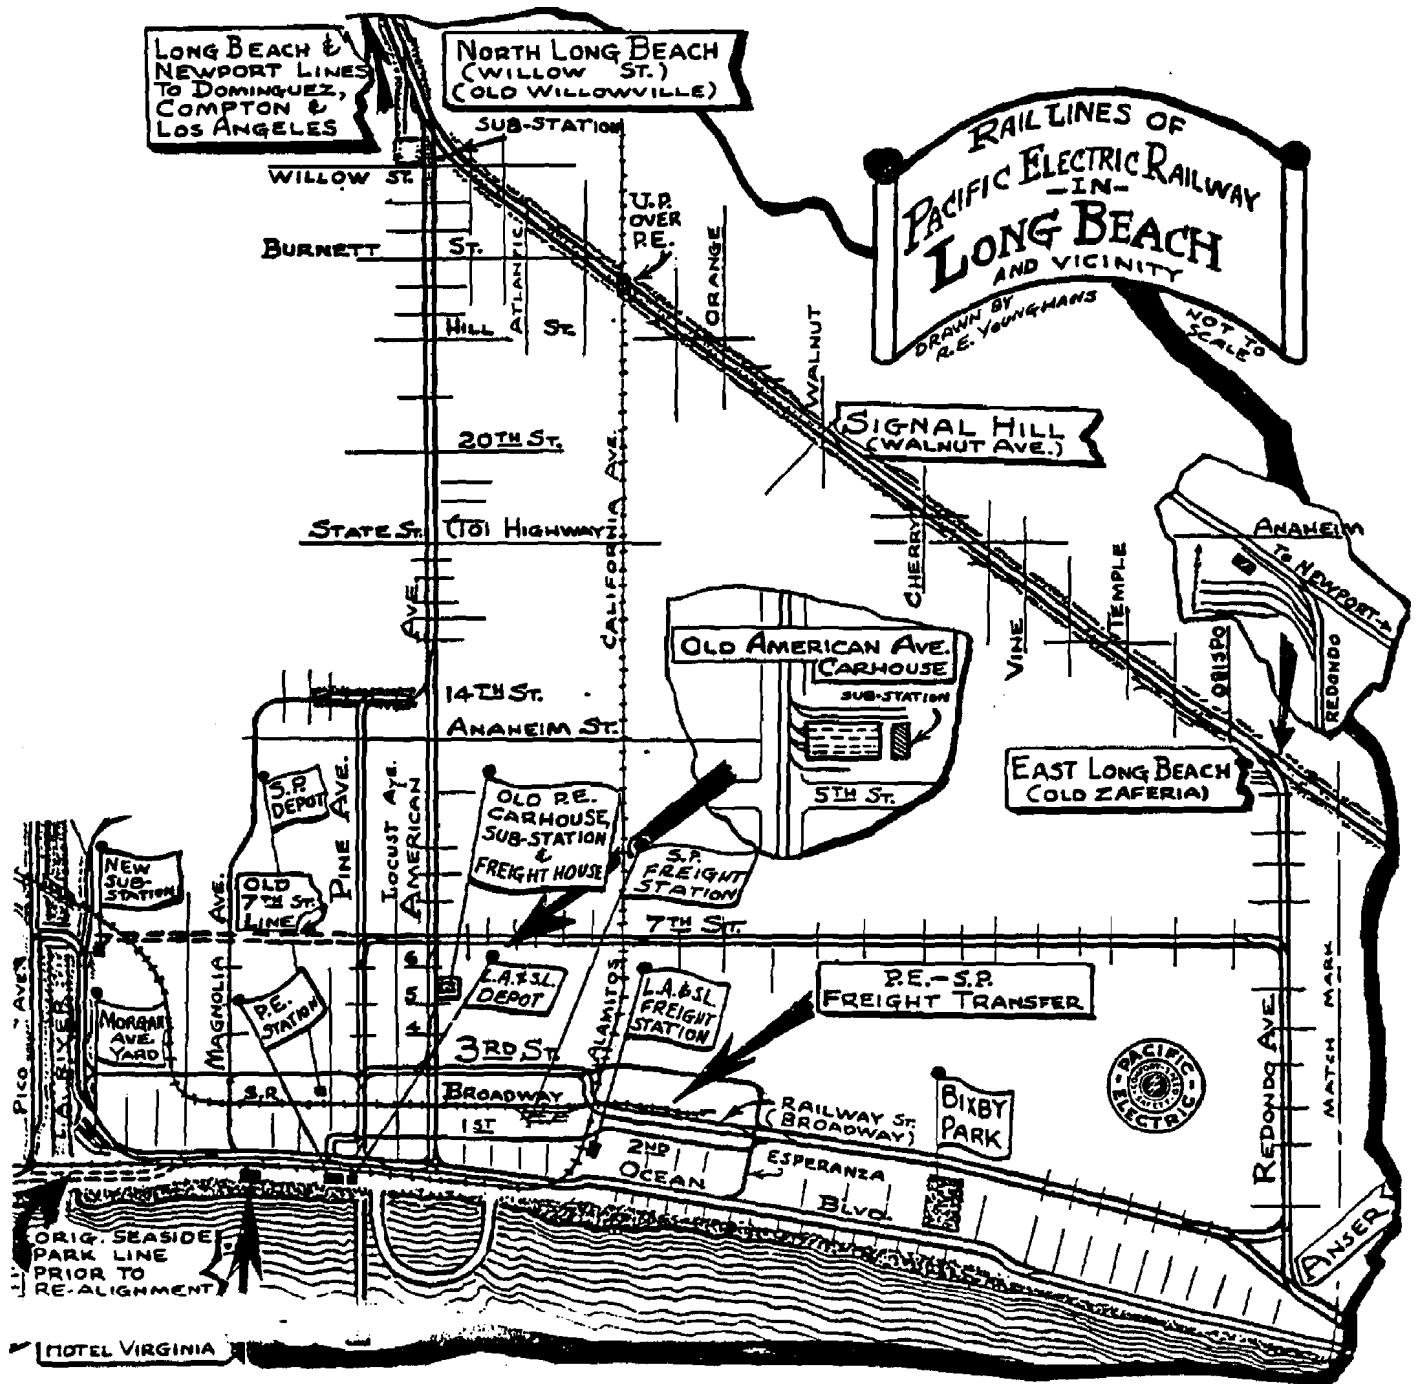 LONG BEACH &
NEWPORT LINES
TO DOMINGUEZ,
COMPTON &
LOS ANGELES
NORTH LONG BEACH
(WILLOW ST.)
(OLD WILLOWVILLE)
SUB-STATION
RAIL LINES OF
PACIFIC ELECTRIC RAILWAY
-IN-
LONG BEACH
AND VICINITY
DRAWN BY
R.E. YOUNGHANS
NOT TO
SCALE
WILLOW ST.
U.P.
OVER
P.E.
BURNETT ST.
ATLANTIC
ORANGE
HILL ST.
WALNUT
SIGNAL HILL
(WALNUT AVE.)
20TH ST.
CALIFORNIA AVE.
STATE ST. (101 HIGHWAY)
CHERRY
VINE
TEMPLE
OBISPO
ANAHEIM
TO NEWPORT
REDONDO
AVE.
OLD AMERICAN AVE.
CARHOUSE
SUB-STATION
5TH ST.
14TH ST.
ANAHEIM ST.
EAST LONG BEACH
(OLD ZAFERIA)
S.P.
DEPOT
PINE AVE.
LOCUST AVE.
AMERICAN
OLD P.E.
CARHOUSE,
SUB-STATION
&
FREIGHT HOUSE
S.P.
FREIGHT
STATION
NEW
SUB-
STATION
MAGNOLIA AVE.
OLD
7TH ST.
LINE
7TH ST.
6
5
4
L.A. & S.L.
DEPOT
ALAMITOS
L.A. & S.L.
FREIGHT
STATION
P.E.-S.P.
FREIGHT TRANSFER
PICO AVE.
L.A. RIVER
MORGAN
AVE.
YARD
P.E.
STATION
3RD ST.
S.P.
BROADWAY
1ST
RAILWAY ST.
(BROADWAY)
2ND
OCEAN BLVD.
ESPERANZA
BIXBY
PARK
PACIFIC
ELECTRIC
COMFORT
SAFETY
REDONDO AVE.
MATCH MARK
ANSER
ORIG. SEASIDE
PARK LINE
PRIOR TO
RE-ALIGNMENT
HOTEL VIRGINIA